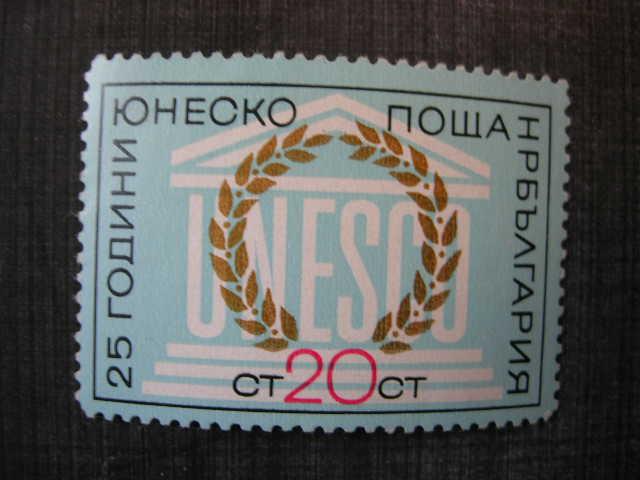 25 ГОДИНИ
ЮНЕСКО ПОЩА
НРБЪЛГАРИЯ
UNESCO
СТ 20 СТ